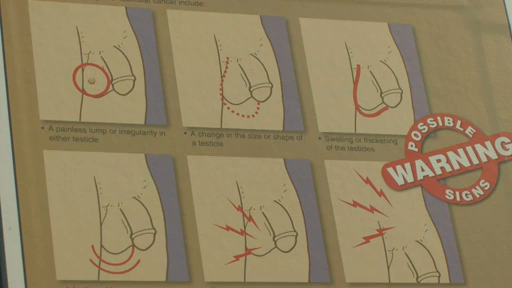 cancer include:
• A painless lump or irregularity in
either testicle.
• A change in the size or shape of
a testicle.
• Swelling or thickening
of the testicles.
POSSIBLE
WARNING
SIGNS